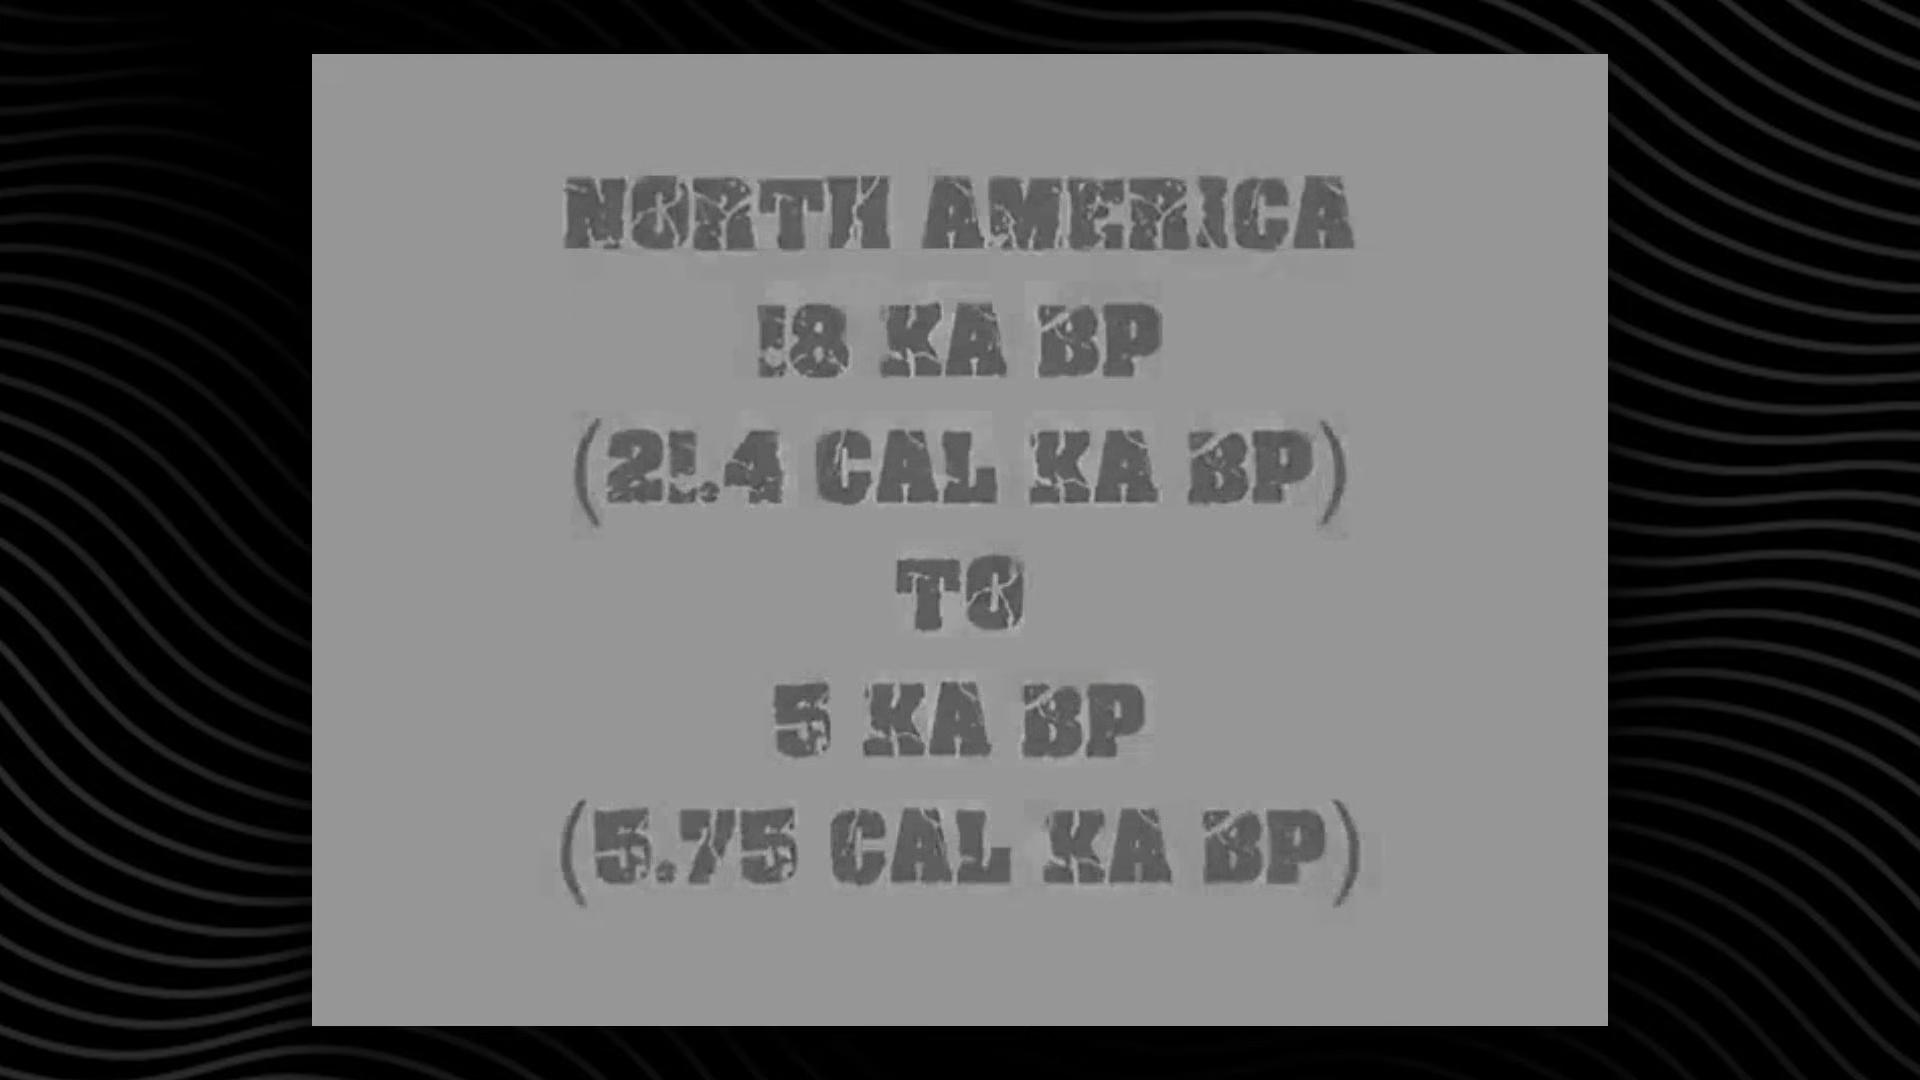 NORTH AMERICA
18 KA BP
(21.4 CAL KA BP)
TO
5 KA BP
(5.75 CAL KA BP)